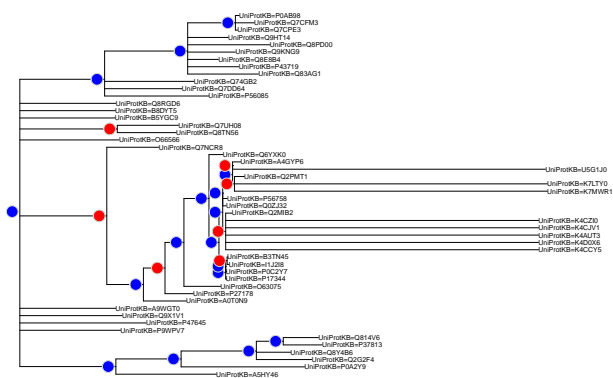 UniProtKB=P0AB98
UniProtKB=Q7CFM3
UniProtKB=Q7CPE3
UniProtKB=Q9HT14
UniProtKB=Q8PD00
UniProtKB=Q9KNG9
UniProtKB=Q8E8B4
UniProtKB=P43719
UniProtKB=Q83AG1
UniProtKB=Q74GB2
UniProtKB=Q7DD64
UniProtKB=P56085
UniProtKB=Q8RGD6
UniProtKB=B8DYT5
UniProtKB=B5YGC9
UniProtKB=Q7UH08
UniProtKB=Q8TN56
UniProtKB=O66566
UniProtKB=Q7NCR8
UniProtKB=Q6YXK0
UniProtKB=A4GYP6
UniProtKB=U5G1J0
UniProtKB=Q2PMT1
UniProtKB=K7LTY0
UniProtKB=K7MWR1
UniProtKB=P56758
UniProtKB=Q0ZJ32
UniProtKB=Q2MIB2
UniProtKB=K4CZI0
UniProtKB=K4CJV1
UniProtKB=K4AUT3
UniProtKB=K4D0X6
UniProtKB=K4CCY5
UniProtKB=B3TN45
UniProtKB=I1J2I8
UniProtKB=P0C2Y7
UniProtKB=P17344
UniProtKB=O63075
UniProtKB=P27178
UniProtKB=A0T0N9
UniProtKB=A9WGT0
UniProtKB=Q9X1V1
UniProtKB=P47645
UniProtKB=P9WPV7
UniProtKB=Q814V6
UniProtKB=P37813
UniProtKB=Q8Y4B6
UniProtKB=Q2G2F4
UniProtKB=P0A2Y9
UniProtKB=A5HY46